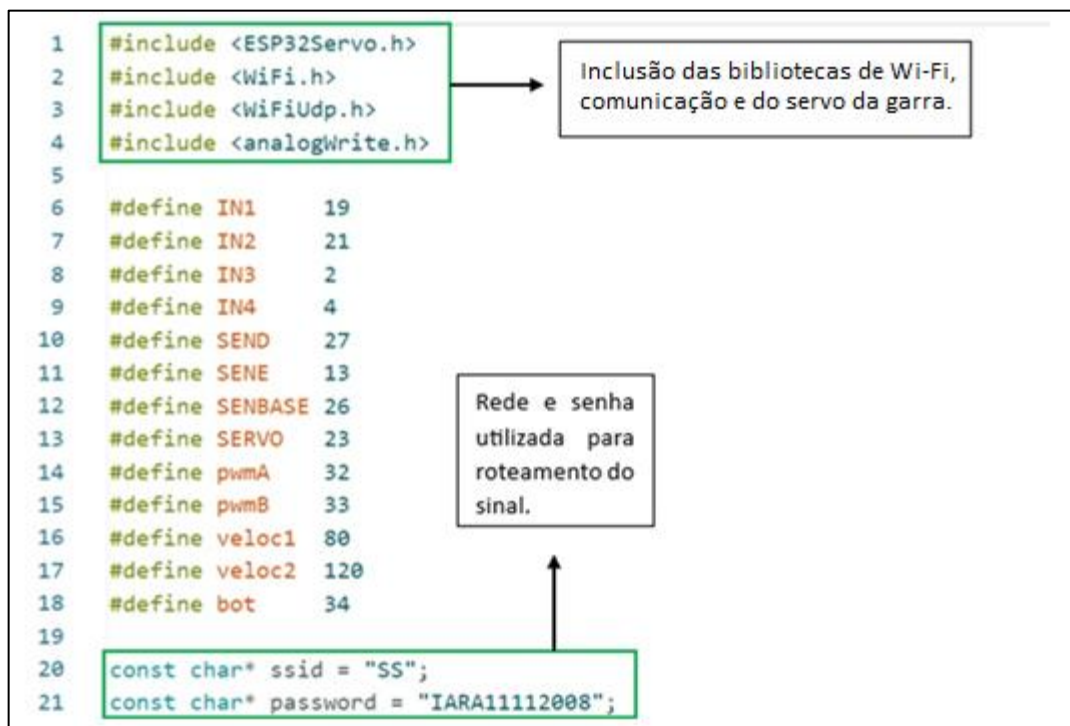 1 #include <ESP32Servo.h>
2 #include <WiFi.h>
3 #include <WiFiUdp.h>
4 #include <analogWrite.h>
Inclusão das bibliotecas de Wi-Fi,
comunicação e do servo da garra.
5
6 #define IN1 19
7 #define IN2 21
8 #define IN3 2
9 #define IN4 4
10 #define SEND 27
11 #define SENE 13
12 #define SENBASE 26
13 #define SERVO 23
14 #define pwmA 32
15 #define pwmB 33
16 #define veloc1 80
17 #define veloc2 120
18 #define bot 34
19
Rede e senha
utilizada para
roteamento do
sinal.
20 const char* ssid = "SS";
21 const char* password = "IARA11112008";